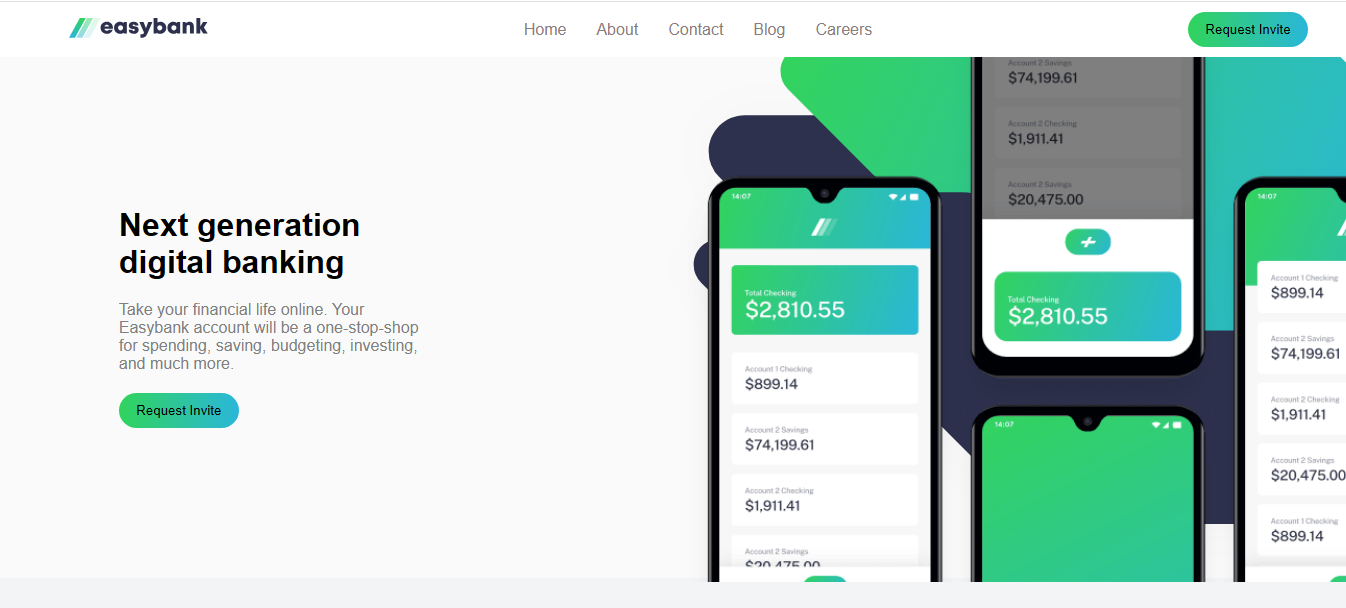 easybank
Home
About
Contact
Blog
Careers
Request Invite
Next generation
digital banking
Take your financial life online. Your
Easybank account will be a one-stop-shop
for spending, saving, budgeting, investing,
and much more.
Request Invite
14:07
Total Checking
$2,810.55
Account 1 Checking
$899.14
Account 2 Savings
$74,199.61
Account 2 Checking
$1,911.41
Account 2 Savings
$20,475.00
Account 2 Savings
$74,199.61
Account 2 Checking
$1,911.41
Account 2 Savings
$20,475.00
Total Checking
$2,810.55
14:07
14:07
Account 1 Checking
$899.14
Account 2 Savings
$74,199.61
Account 2 Checking
$1,911.41
Account 2 Savings
$20,475.00
Account 1 Checking
$899.14